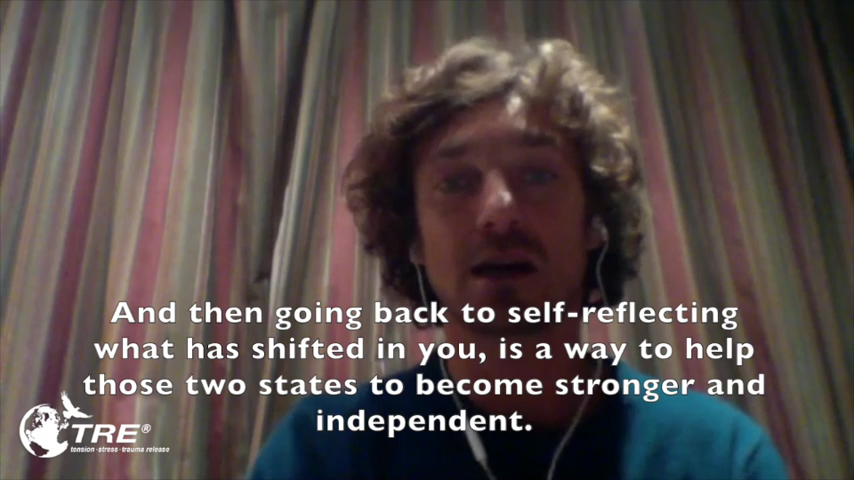 And then going back to self-reflecting
what has shifted in you, is a way to help
those two states to become stronger and
independent.
TRE®
tension · stress · trauma release